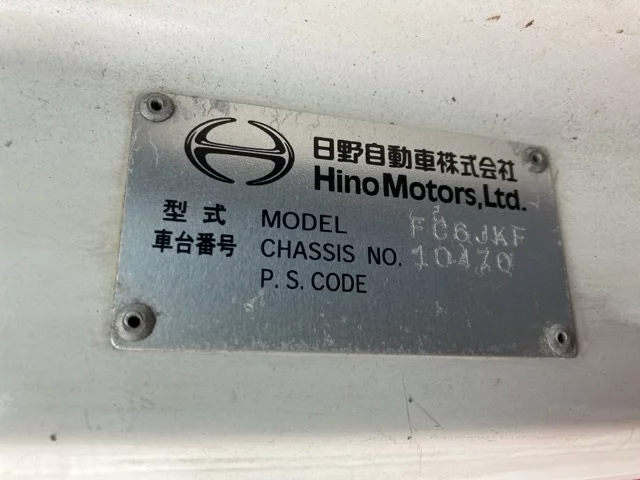 日野自動車株式会社
Hino Motors, Ltd.
型式 MODEL FC6JKF
車台番号 CHASSIS NO. 10470
P.S.CODE